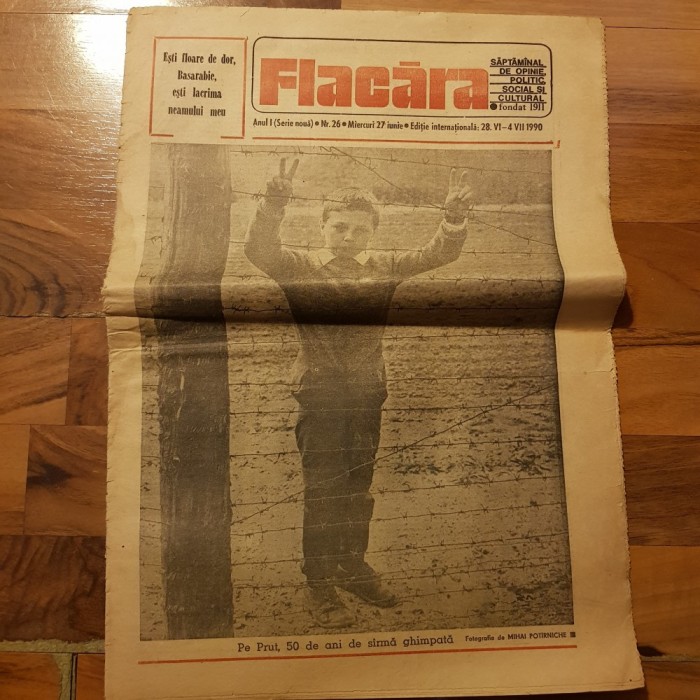 Ești floare de dor,
Basarabie,
ești lacrima
neamului meu
Flacăra
SĂPTĂMÎNAL
DE OPINIE
POLITIC
SOCIAL ȘI
CULTURAL
● fondat 1911
Anul I (Serie nouă) ● Nr. 26 ● Miercuri 27 iunie ● Ediție internațională: 28. VI—4 VII 1990
Pe Prut, 50 de ani de sîrmă ghimpată Fotografie de MIHAI POTÎRNICHE ■